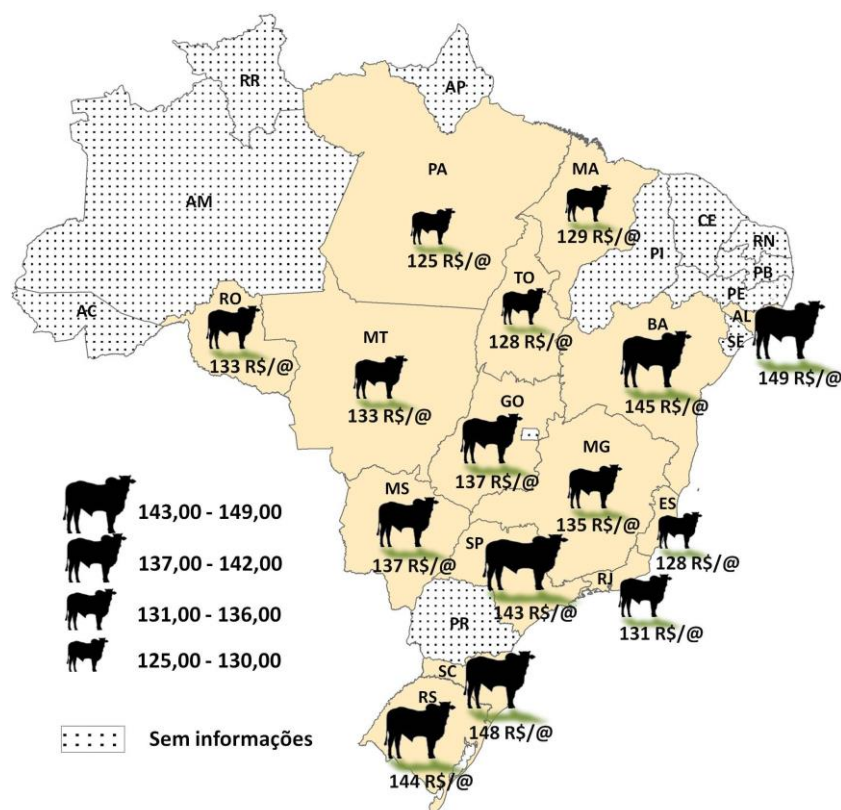 RR
AP
AM
PA
MA
CE
RN
PB
PI
PE
AL
SE
125 R$/@
129 R$/@
AC
RO
TO
BA
133 R$/@
MT
133 R$/@
128 R$/@
145 R$/@
149 R$/@
GO
137 R$/@
MG
135 R$/@
MS
137 R$/@
ES
128 R$/@
SP
143 R$/@
RJ
131 R$/@
PR
SC
148 R$/@
RS
144 R$/@
143,00 - 149,00
137,00 - 142,00
131,00 - 136,00
125,00 - 130,00
Sem informações